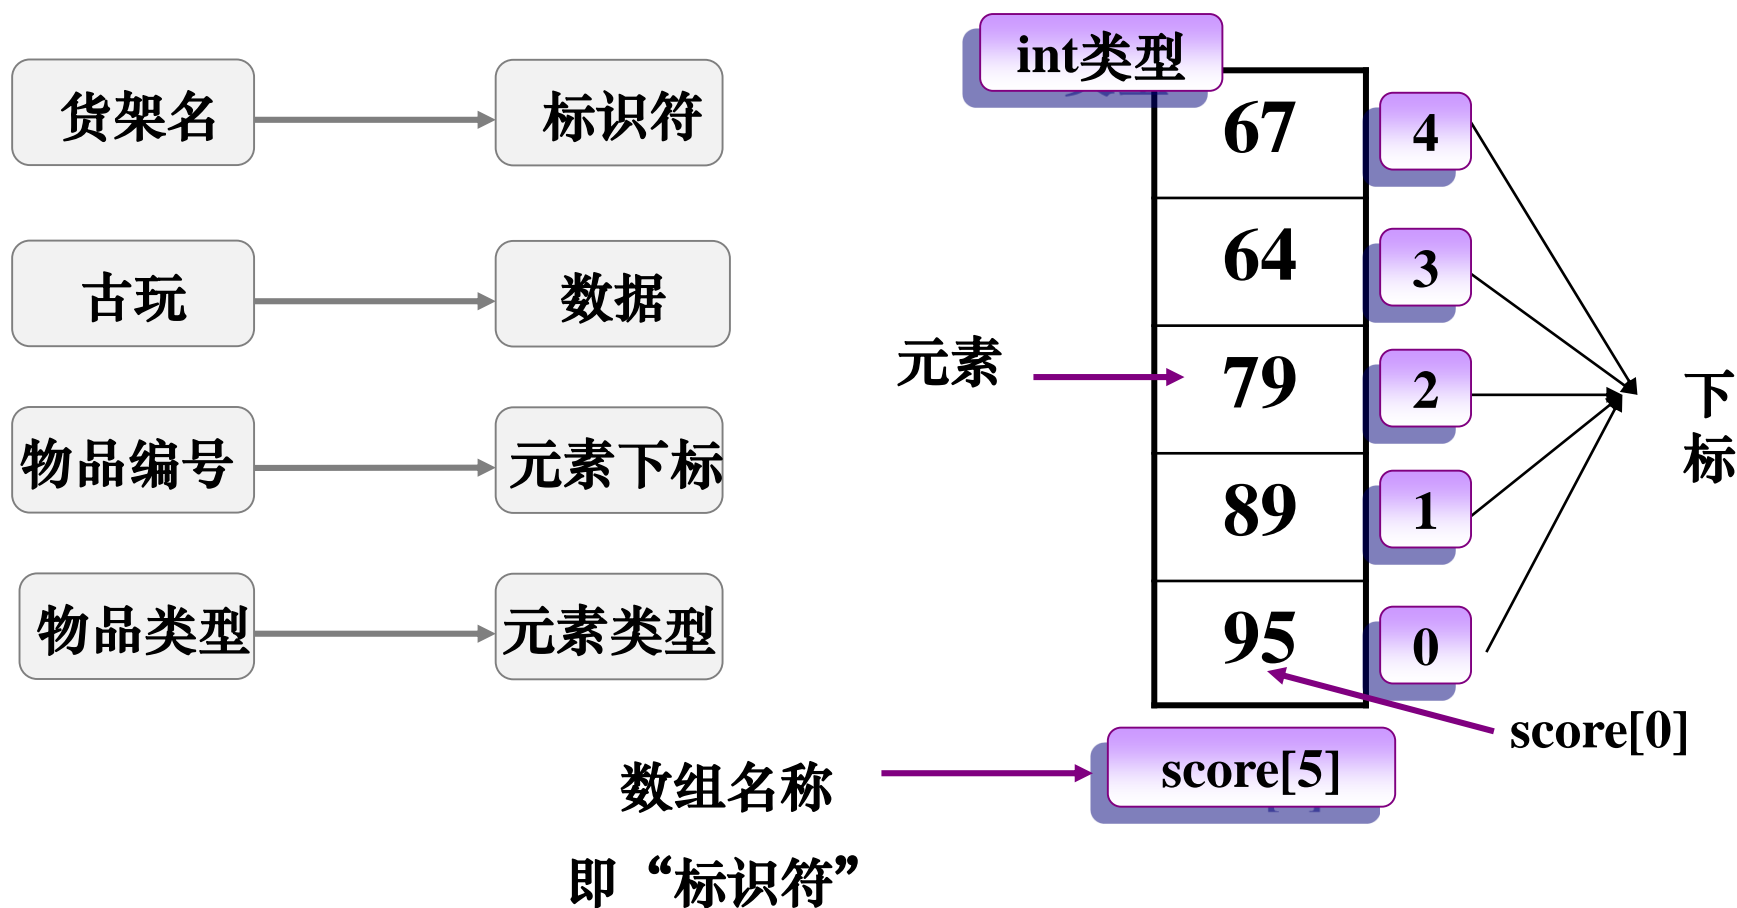 货架名
标识符
古玩
数据
物品编号
元素下标
物品类型
元素类型
int类型
67
4
64
3
元素
79
2
89
1
95
0
下
标
score[0]
数组名称
score[5]
即“标识符”